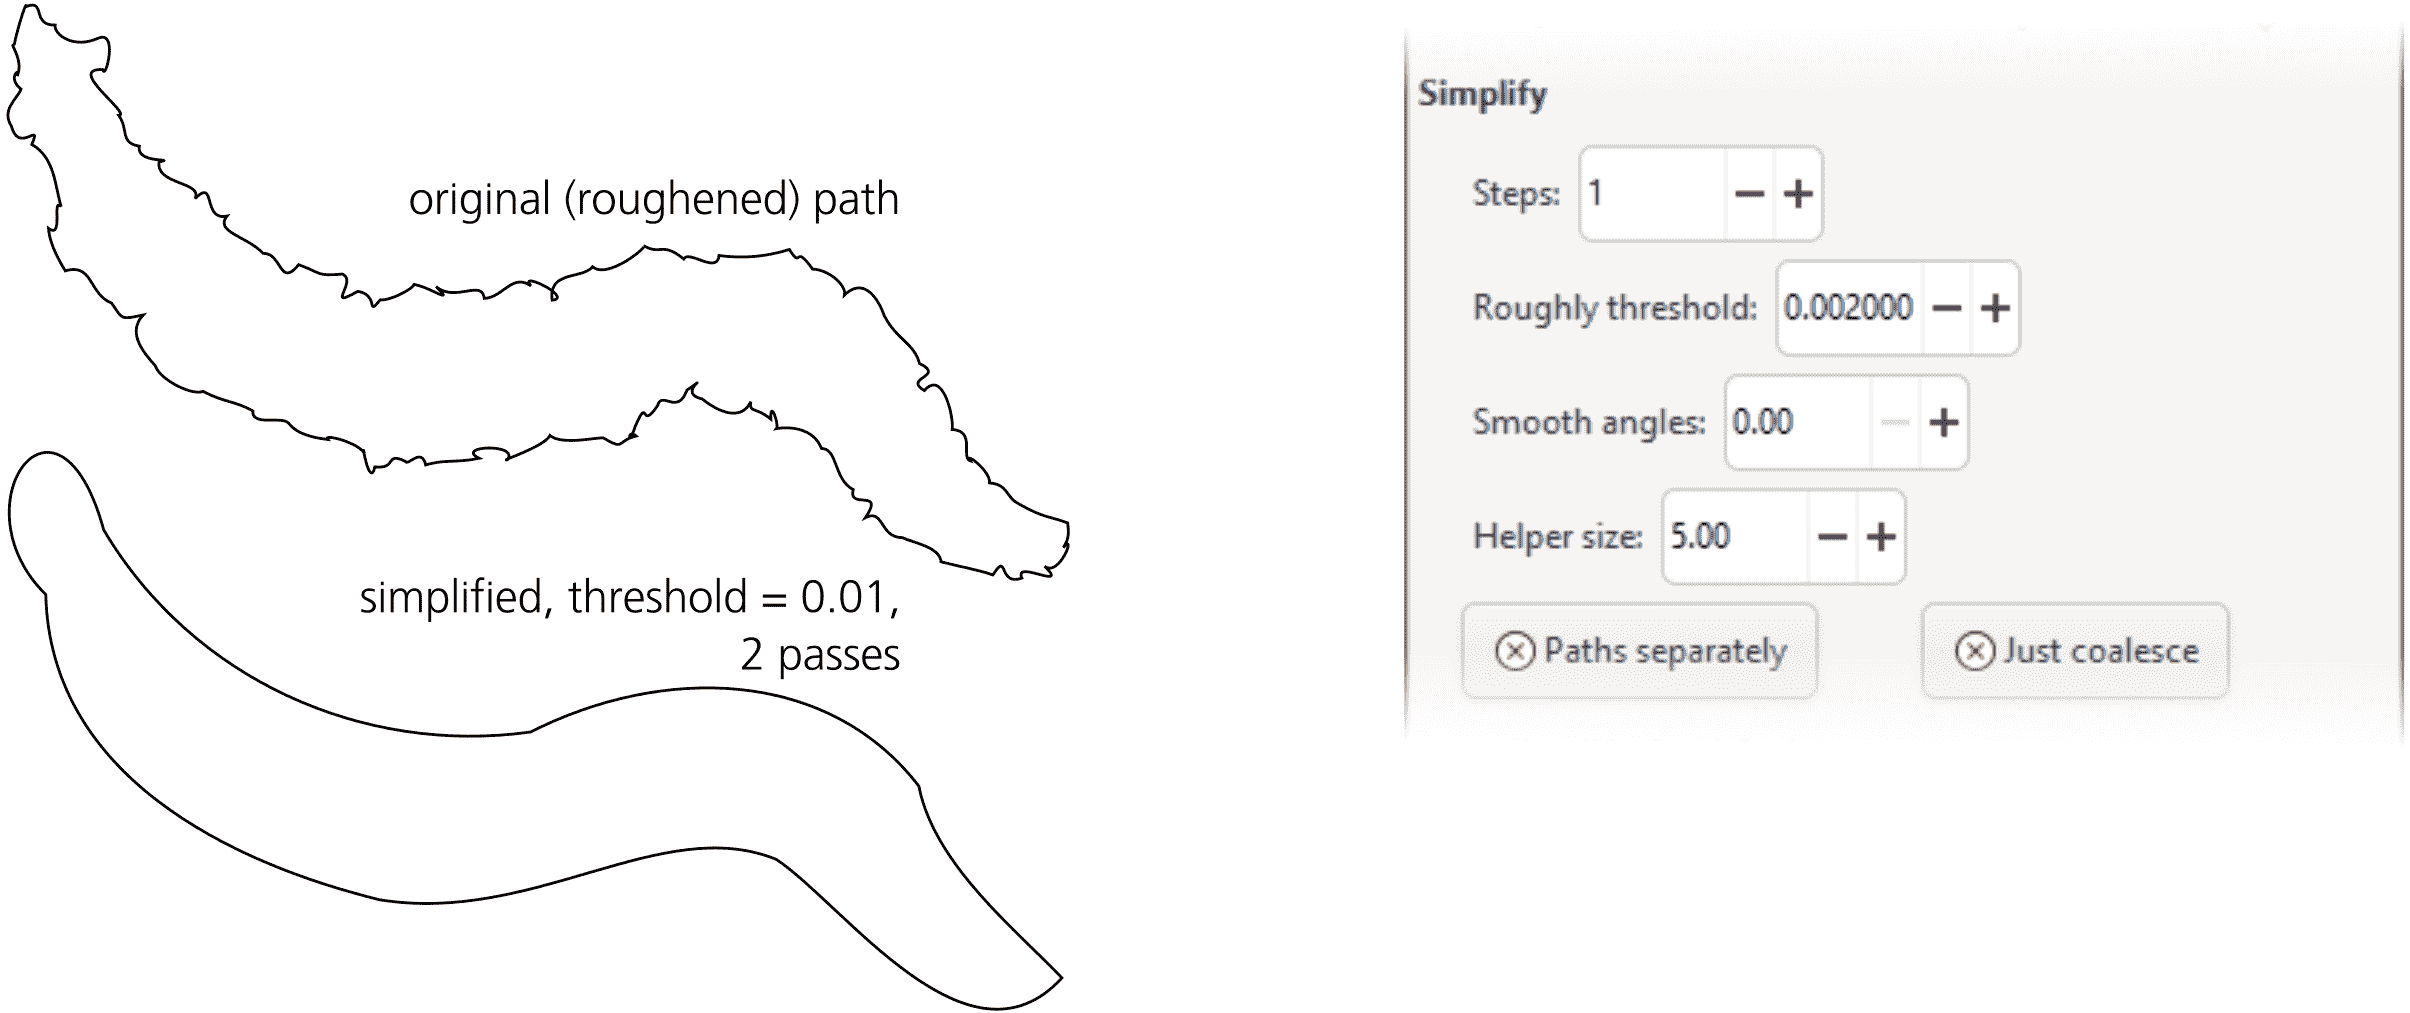 original (roughened) path
simplified, threshold = 0.01,
2 passes
Simplify
Steps: 1
Roughly threshold: 0.002000
Smooth angles: 0.00
Helper size: 5.00
Paths separately Just coalesce